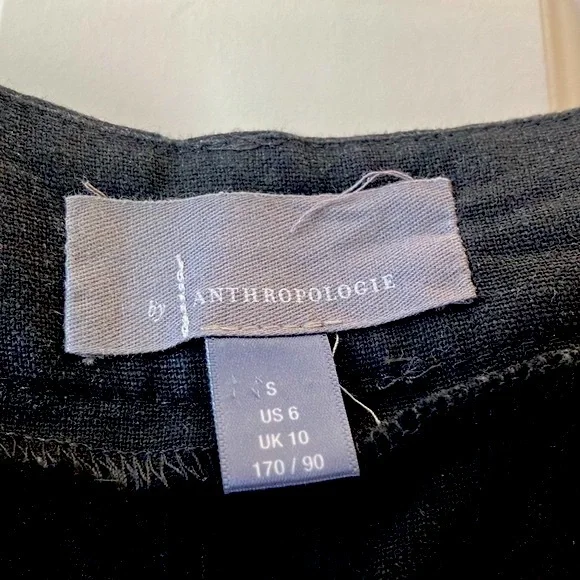 by ANTHROPOLOGIE
S
US 6
UK 10
170 / 90